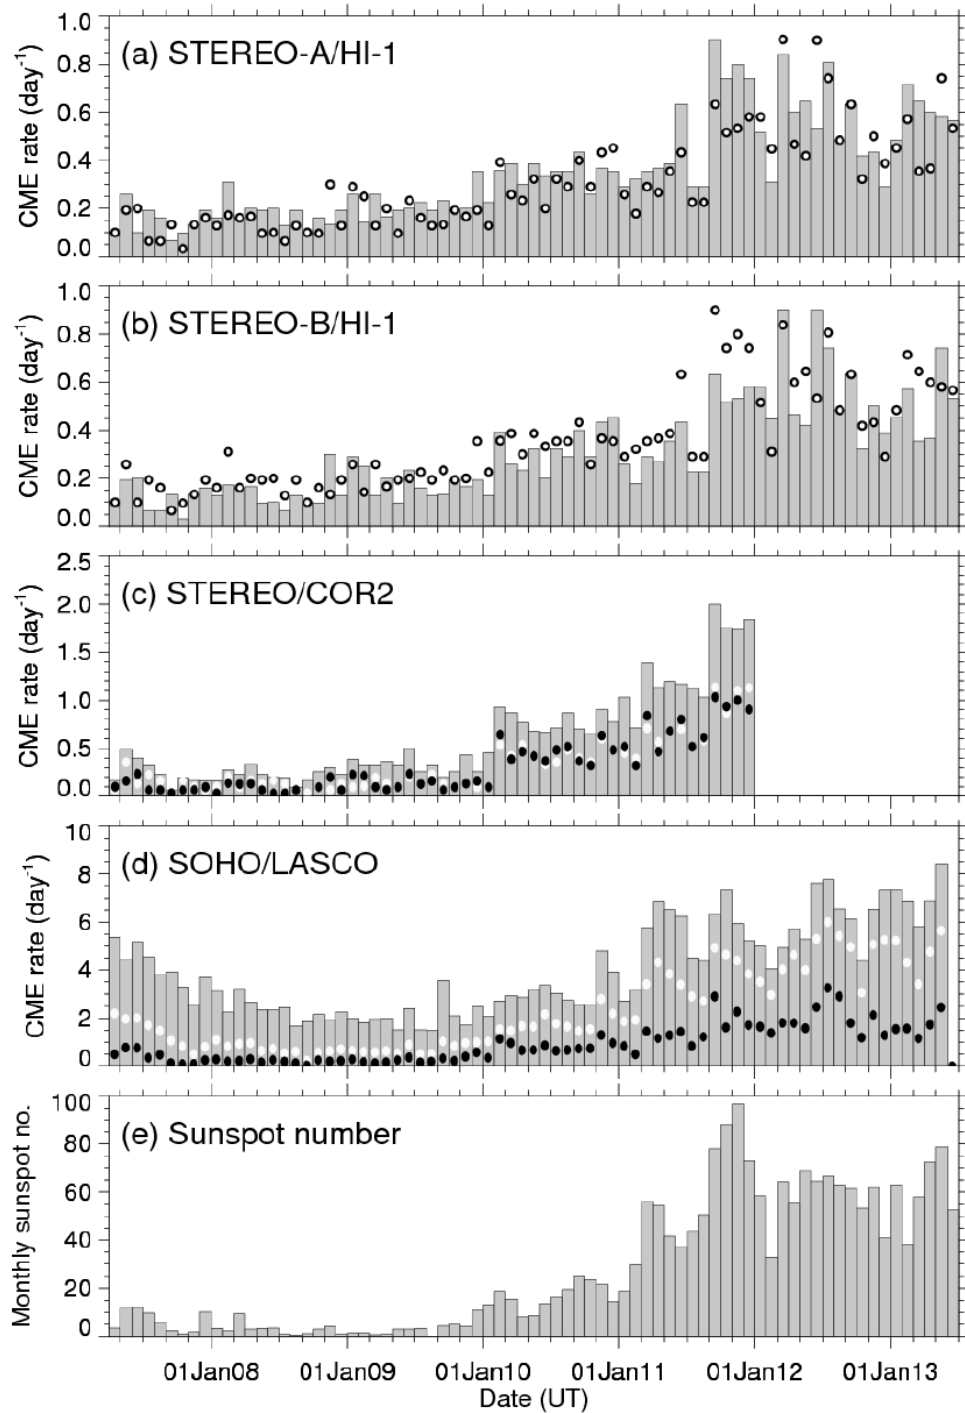 1.0
(a) STEREO-A/HI-1
0.8
0.6
0.4
0.2
0.0
CME rate (day⁻¹)
1.0
(b) STEREO-B/HI-1
0.8
0.6
0.4
0.2
0.0
CME rate (day⁻¹)
2.5
(c) STEREO/COR2
2.0
1.5
1.0
0.5
0.0
CME rate (day⁻¹)
10
(d) SOHO/LASCO
8
6
4
2
0
CME rate (day⁻¹)
100
(e) Sunspot number
80
60
40
20
0
Monthly sunspot no.
01Jan08 01Jan09 01Jan10 01Jan11 01Jan12 01Jan13
Date (UT)